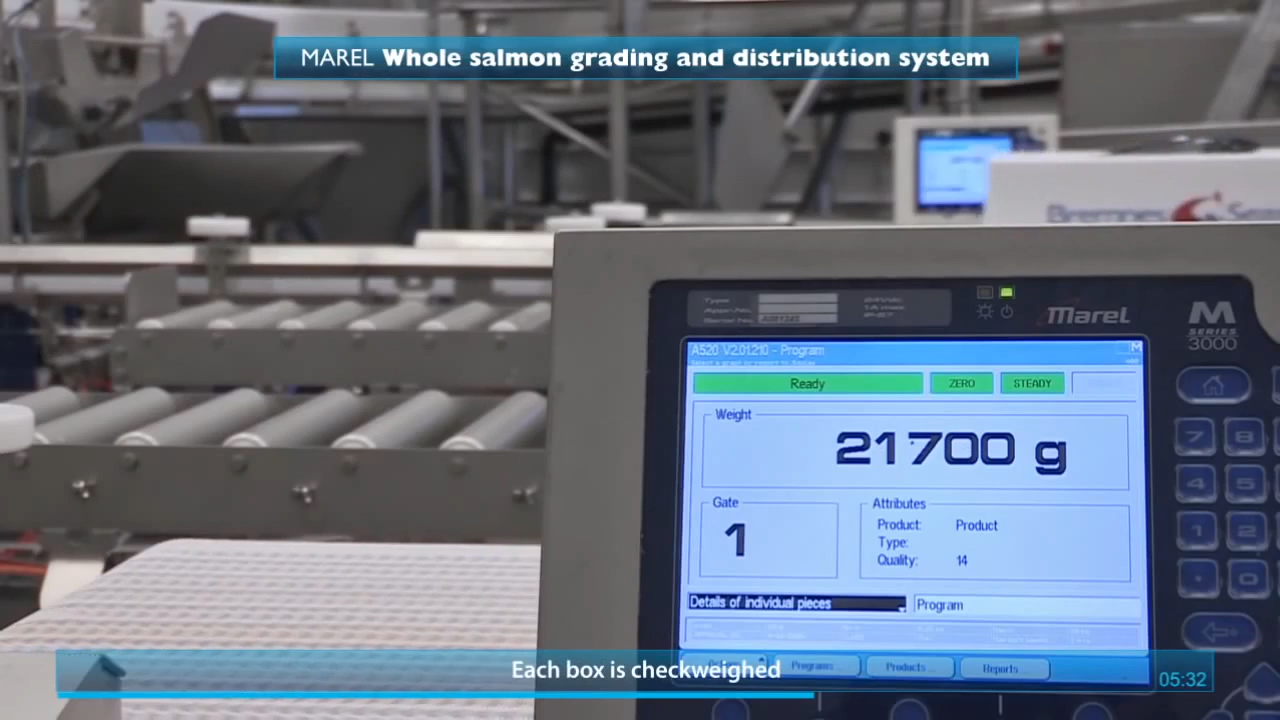 MAREL Whole salmon grading and distribution system
Bremnes
Type
Marel
M
SERIES
3000
A520 V2.01.210 - Program
M
Ready
ZERO
STEADY
Weight
21700 g
Gate
1
Attributes
Product: Product
Type:
Quality: 14
Details of individual pieces
Program
Programs...
Products...
Reports
7
8
4
5
1
2
.
0
Each box is checkweighed
05:32